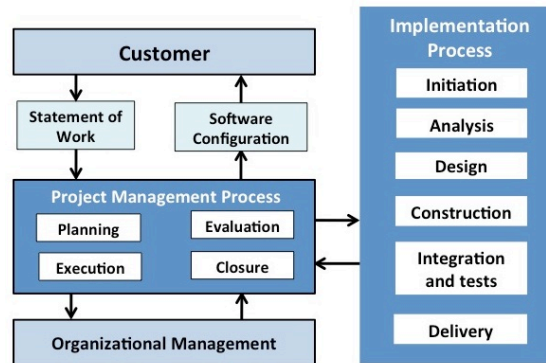 Customer
Statement of
Work
Software
Configuration
Project Management Process
Planning
Evaluation
Execution
Closure
Organizational Management
Implementation
Process
Initiation
Analysis
Design
Construction
Integration
and tests
Delivery